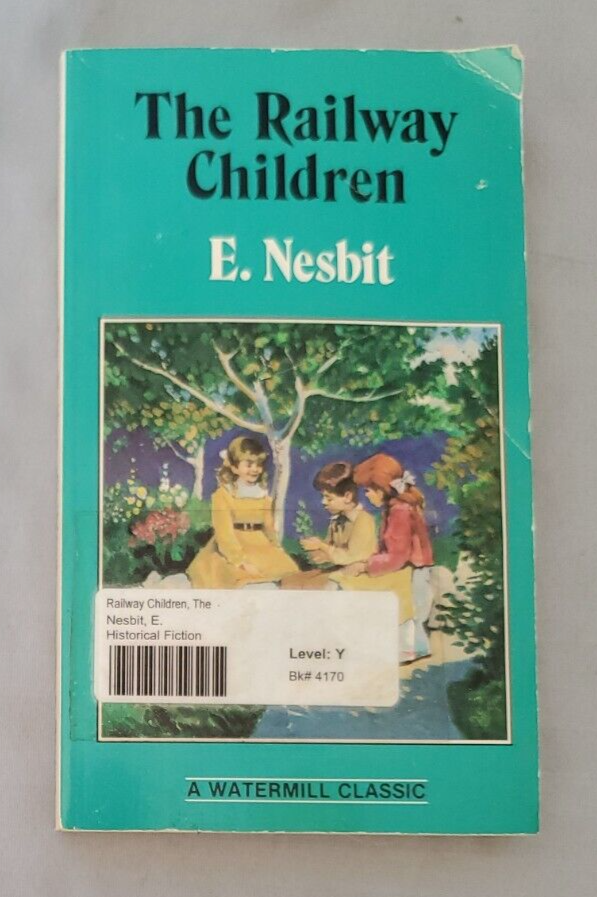 The Railway
Children
E. Nesbit
Railway Children, The
Nesbit, E.
Historical Fiction
Level: Y
Bk# 4170
A WATERMILL CLASSIC